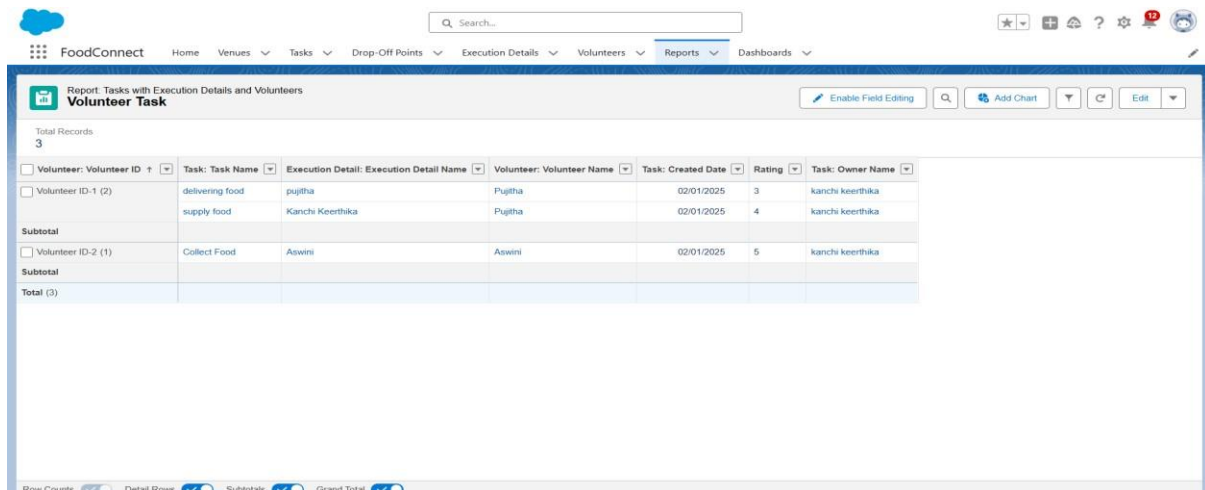 Search...
12
FoodConnect Home Venues Tasks Drop-Off Points Execution Details Volunteers Reports Dashboards
Report: Tasks with Execution Details and Volunteers
Volunteer Task
Enable Field Editing Add Chart Edit
Total Records
3
Volunteer: Volunteer ID ↑ Task: Task Name Execution Detail: Execution Detail Name Volunteer: Volunteer Name Task: Created Date Rating Task: Owner Name
Volunteer ID-1 (2) delivering food pujitha Pujitha 02/01/2025 3 kanchi keerthika
supply food Kanchi Keerthika Pujitha 02/01/2025 4 kanchi keerthika
Subtotal
Volunteer ID-2 (1) Collect Food Aswini Aswini 02/01/2025 5 kanchi keerthika
Subtotal
Total (3)
Row Counts Detail Rows Subtotals Grand Total